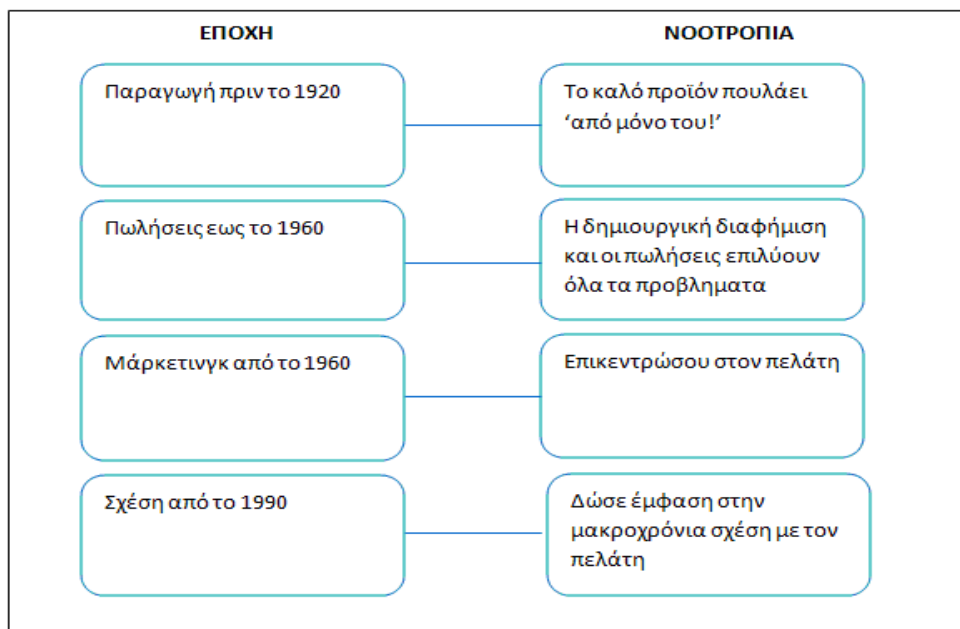 ΕΠΟΧΗ
ΝΟΟΤΡΟΠΙΑ
Παραγωγή πριν το 1920
Το καλό προϊόν πουλάει
‘από μόνο του!’
Πωλήσεις εως το 1960
Η δημιουργική διαφήμιση
και οι πωλήσεις επιλύουν
όλα τα προβληματα
Μάρκετινγκ από το 1960
Επικεντρώσου στον πελάτη
Σχέση από το 1990
Δώσε έμφαση στην
μακροχρόνια σχέση με τον
πελάτη